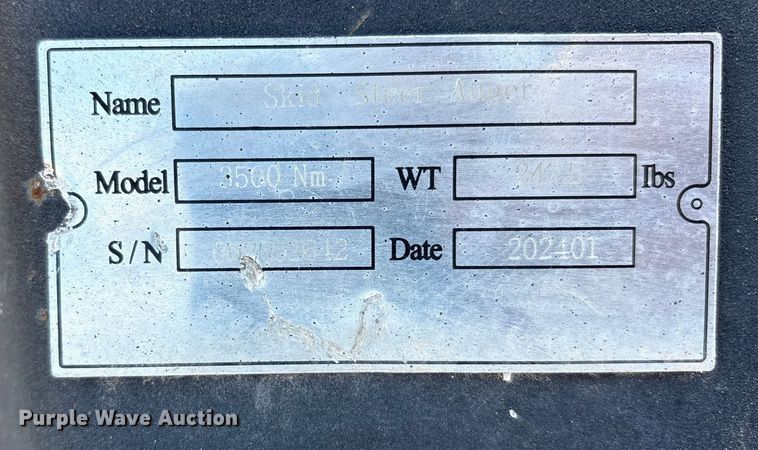 Name Skid Steer Auger
Model 3500 Nm WT lbs
S/N Date 202401
Purple Wave Auction